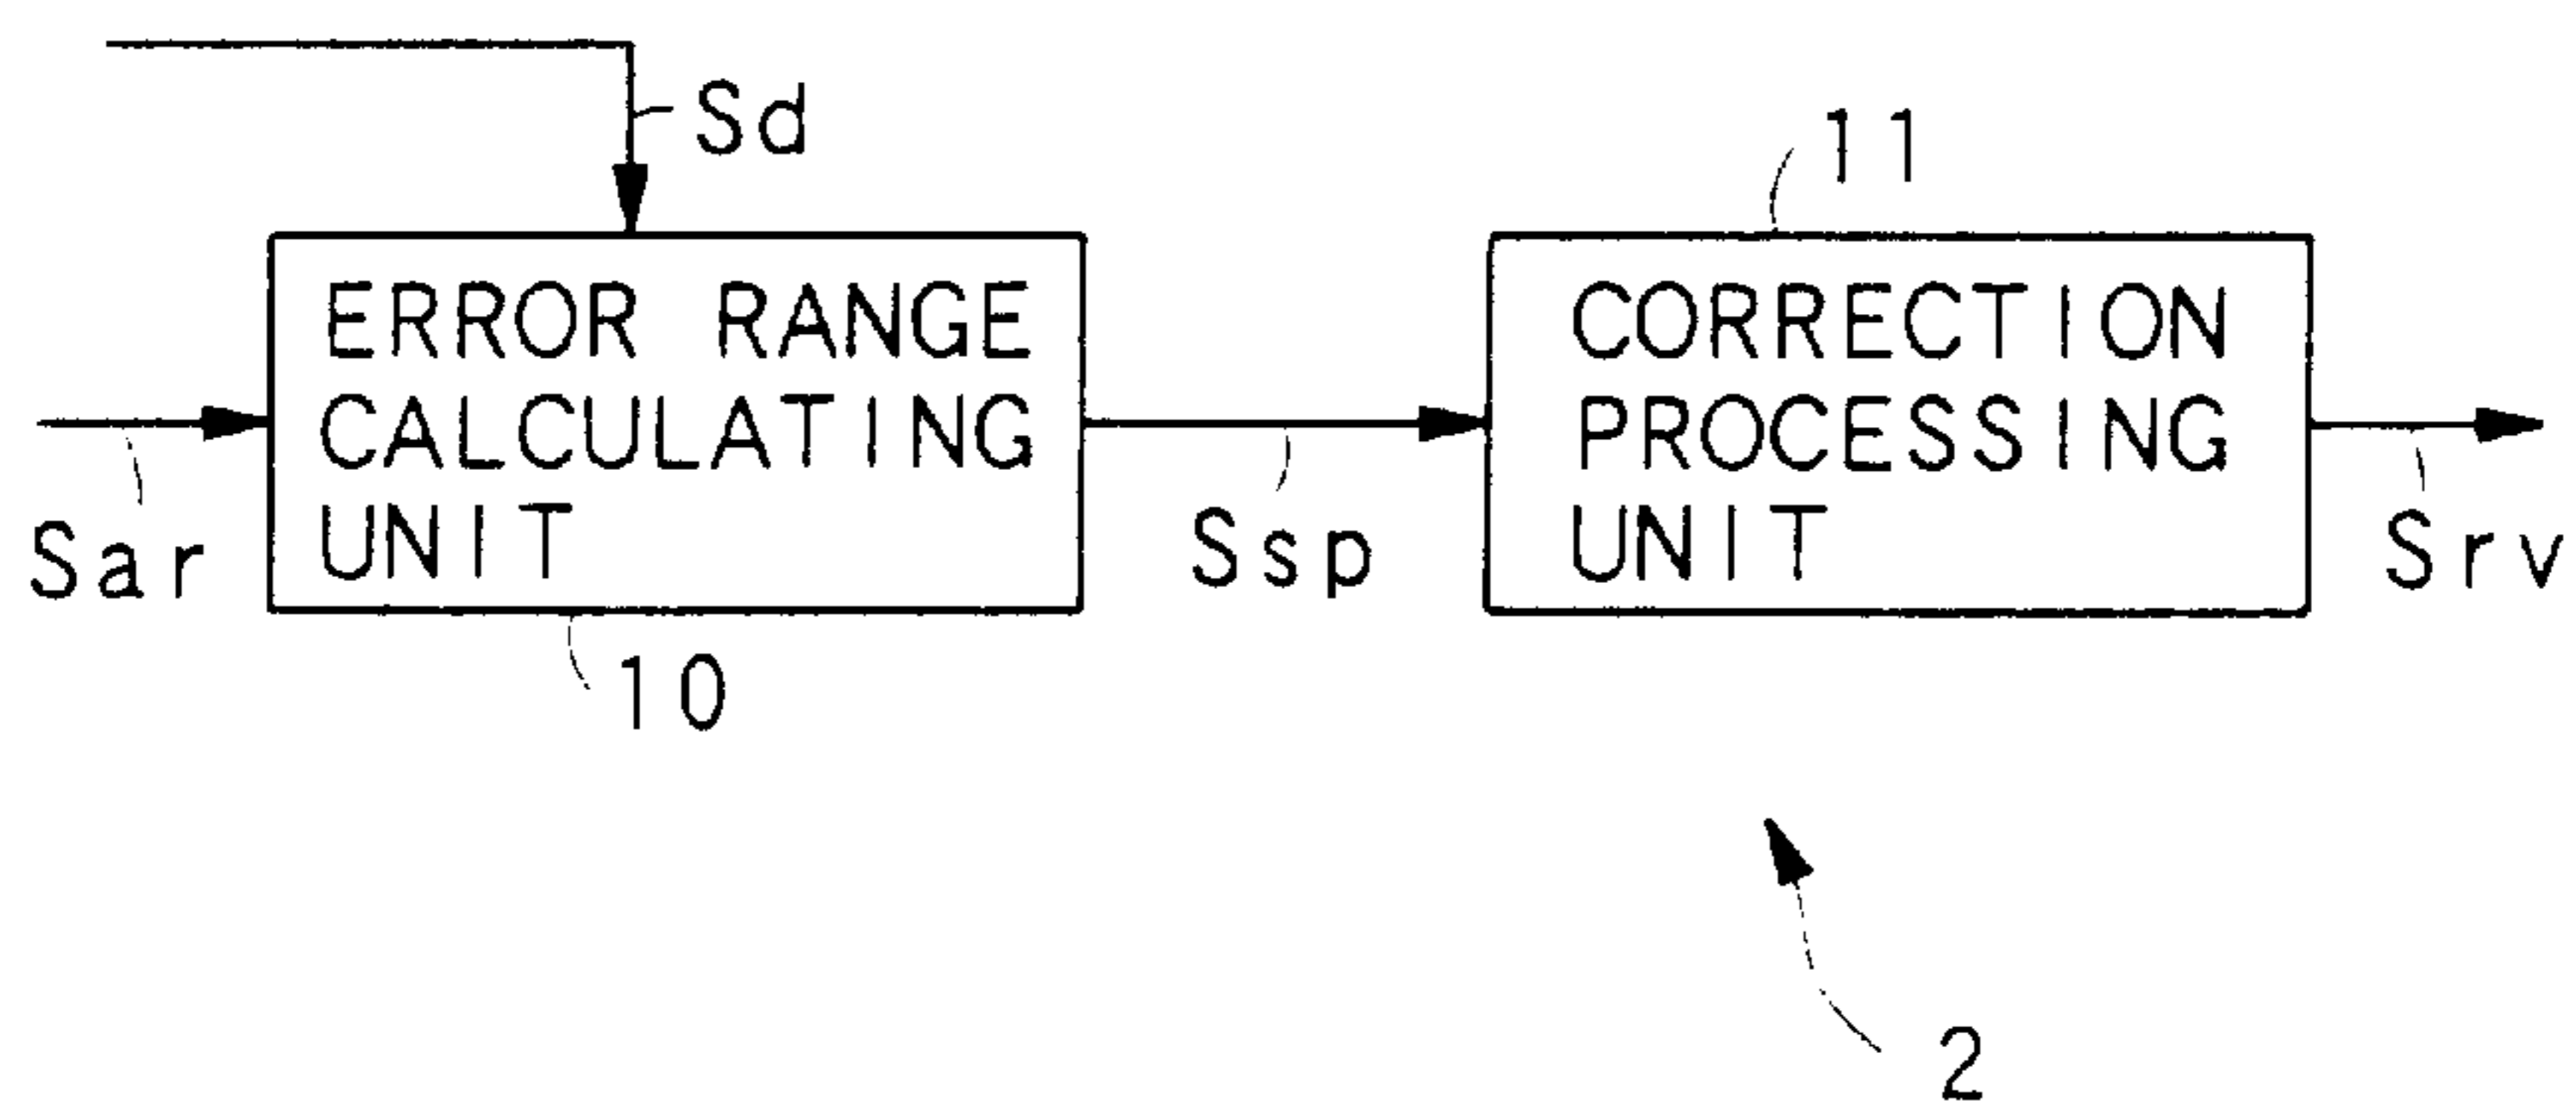 Sd
11
ERROR RANGE
CALCULATING
UNIT
CORRECTION
PROCESSING
UNIT
Sar
Ssp
Srv
10
2